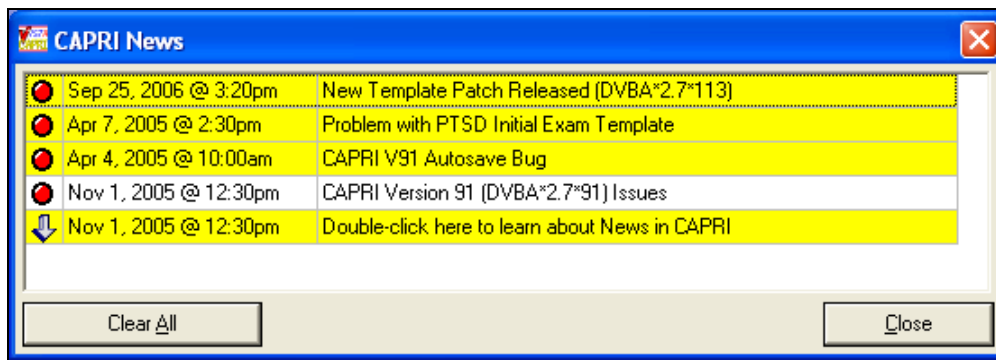 CAPRI News
Sep 25, 2006 @ 3:20pm New Template Patch Released (DVBA*2.7*113)
Apr 7, 2005 @ 2:30pm Problem with PTSD Initial Exam Template
Apr 4, 2005 @ 10:00am CAPRI V91 Autosave Bug
Nov 1, 2005 @ 12:30pm CAPRI Version 91 (DVBA*2.7*91) Issues
Nov 1, 2005 @ 12:30pm Double-click here to learn about News in CAPRI
Clear All Close